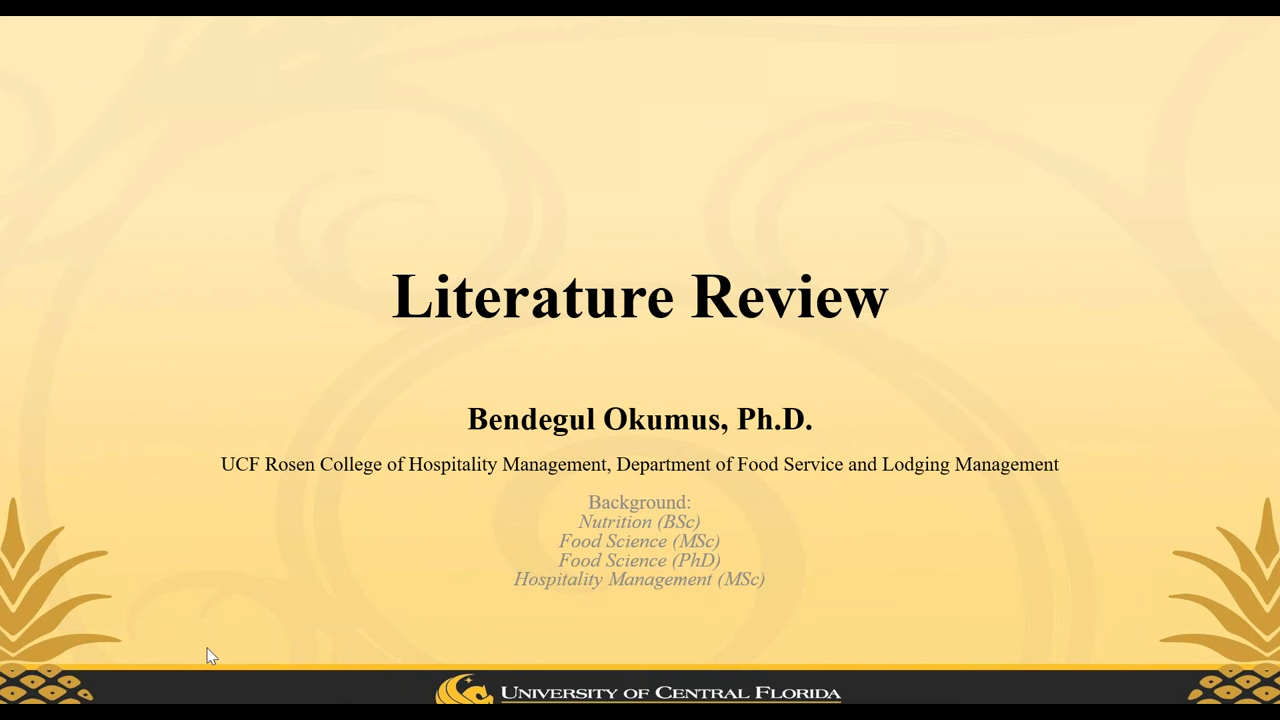 Literature Review
Bendegul Okumus, Ph.D.
UCF Rosen College of Hospitality Management, Department of Food Service and Lodging Management
Background:
Nutrition (BSc)
Food Science (MSc)
Food Science (PhD)
Hospitality Management (MSc)
UNIVERSITY OF CENTRAL FLORIDA